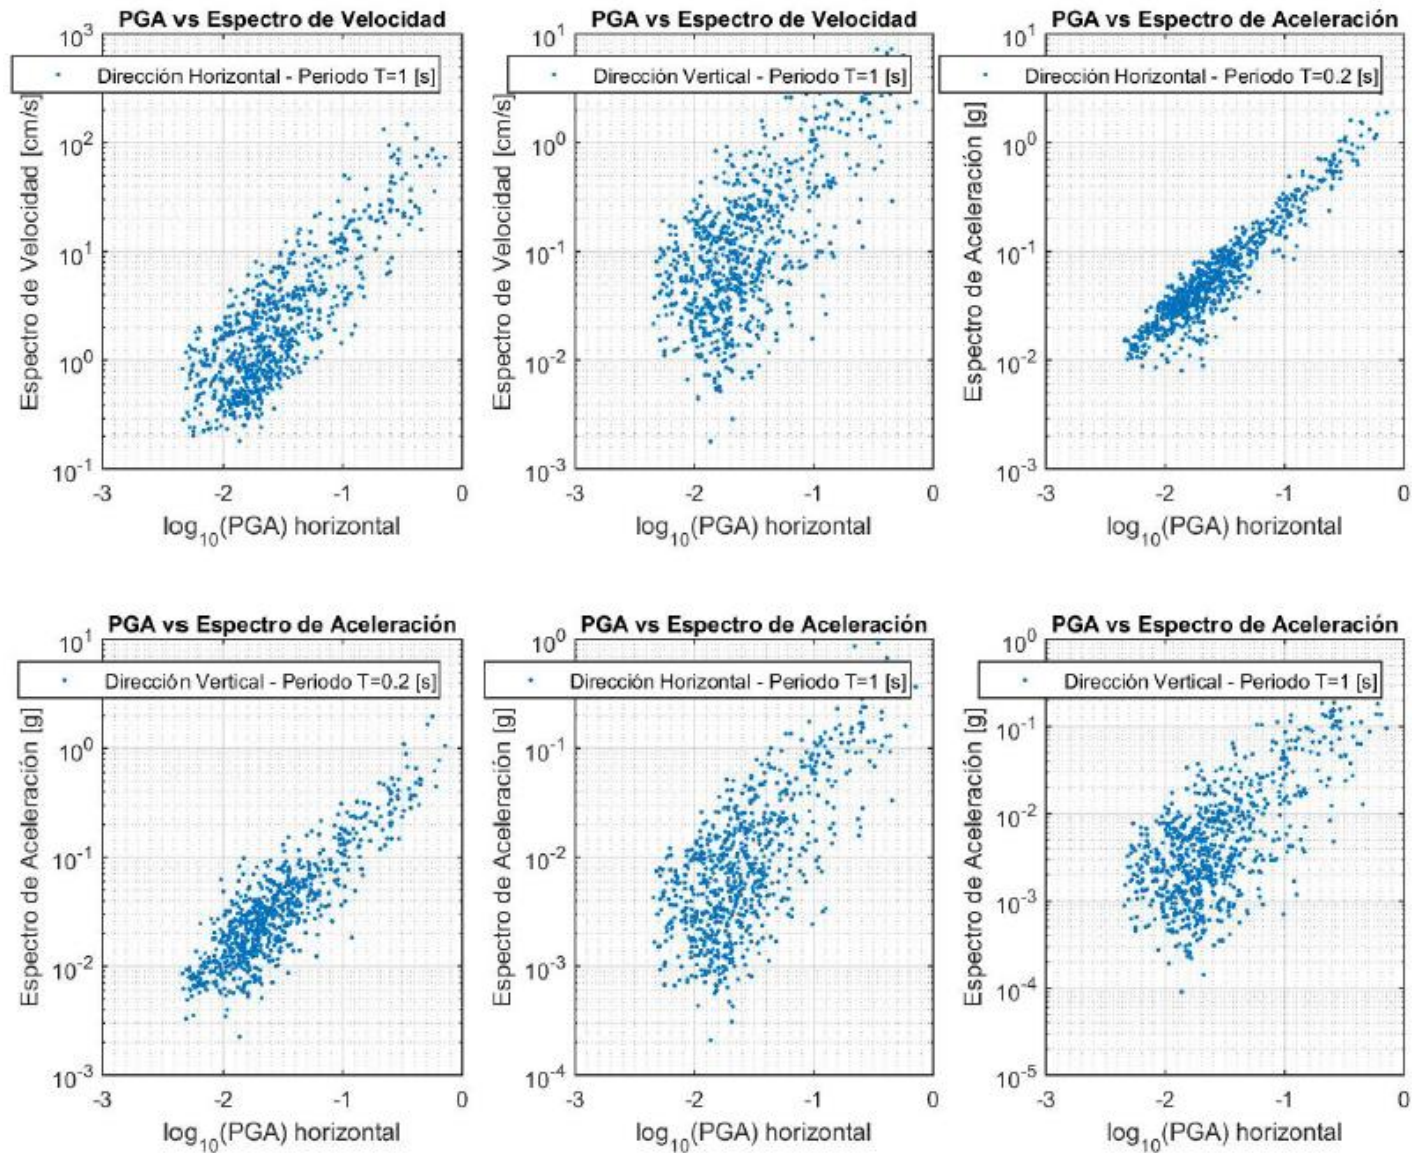 PGA vs Espectro de Velocidad
10^3
Dirección Horizontal - Periodo T=1 [s]
10^2
10^1
10^0
10^-1
Espectro de Velocidad [cm/s]
-3 -2 -1 0
log10(PGA) horizontal
PGA vs Espectro de Velocidad
10^1
Dirección Vertical - Periodo T=1 [s]
10^0
10^-1
10^-2
10^-3
Espectro de Velocidad [cm/s]
-3 -2 -1 0
log10(PGA) horizontal
PGA vs Espectro de Aceleración
10^1
Dirección Horizontal - Periodo T=0.2 [s]
10^0
10^-1
10^-2
10^-3
Espectro de Aceleración [g]
-3 -2 -1 0
log10(PGA) horizontal
PGA vs Espectro de Aceleración
10^1
Dirección Vertical - Periodo T=0.2 [s]
10^0
10^-1
10^-2
10^-3
Espectro de Aceleración [g]
-3 -2 -1 0
log10(PGA) horizontal
PGA vs Espectro de Aceleración
10^0
Dirección Horizontal - Periodo T=1 [s]
10^-1
10^-2
10^-3
10^-4
Espectro de Aceleración [g]
-3 -2 -1 0
log10(PGA) horizontal
PGA vs Espectro de Aceleración
10^0
Dirección Vertical - Periodo T=1 [s]
10^-1
10^-2
10^-3
10^-4
10^-5
Espectro de Aceleración [g]
-3 -2 -1 0
log10(PGA) horizontal